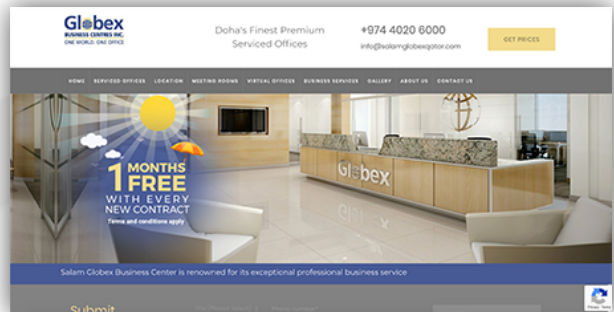 Globex
BUSINESS CENTRES INC.
ONE WORLD. ONE OFFICE
Doha's Finest Premium
Serviced Offices
+974 4020 6000
info@salamglobexqatar.com
GET PRICES
HOME SERVICED OFFICES LOCATION MEETING ROOMS VIRTUAL OFFICES BUSINESS SERVICES GALLERY ABOUT US CONTACT US
1 MONTHS
FREE
WITH EVERY
NEW CONTRACT
Terms and conditions apply
Globex
Salam Globex Business Center is renowned for its exceptional professional business service
Submit